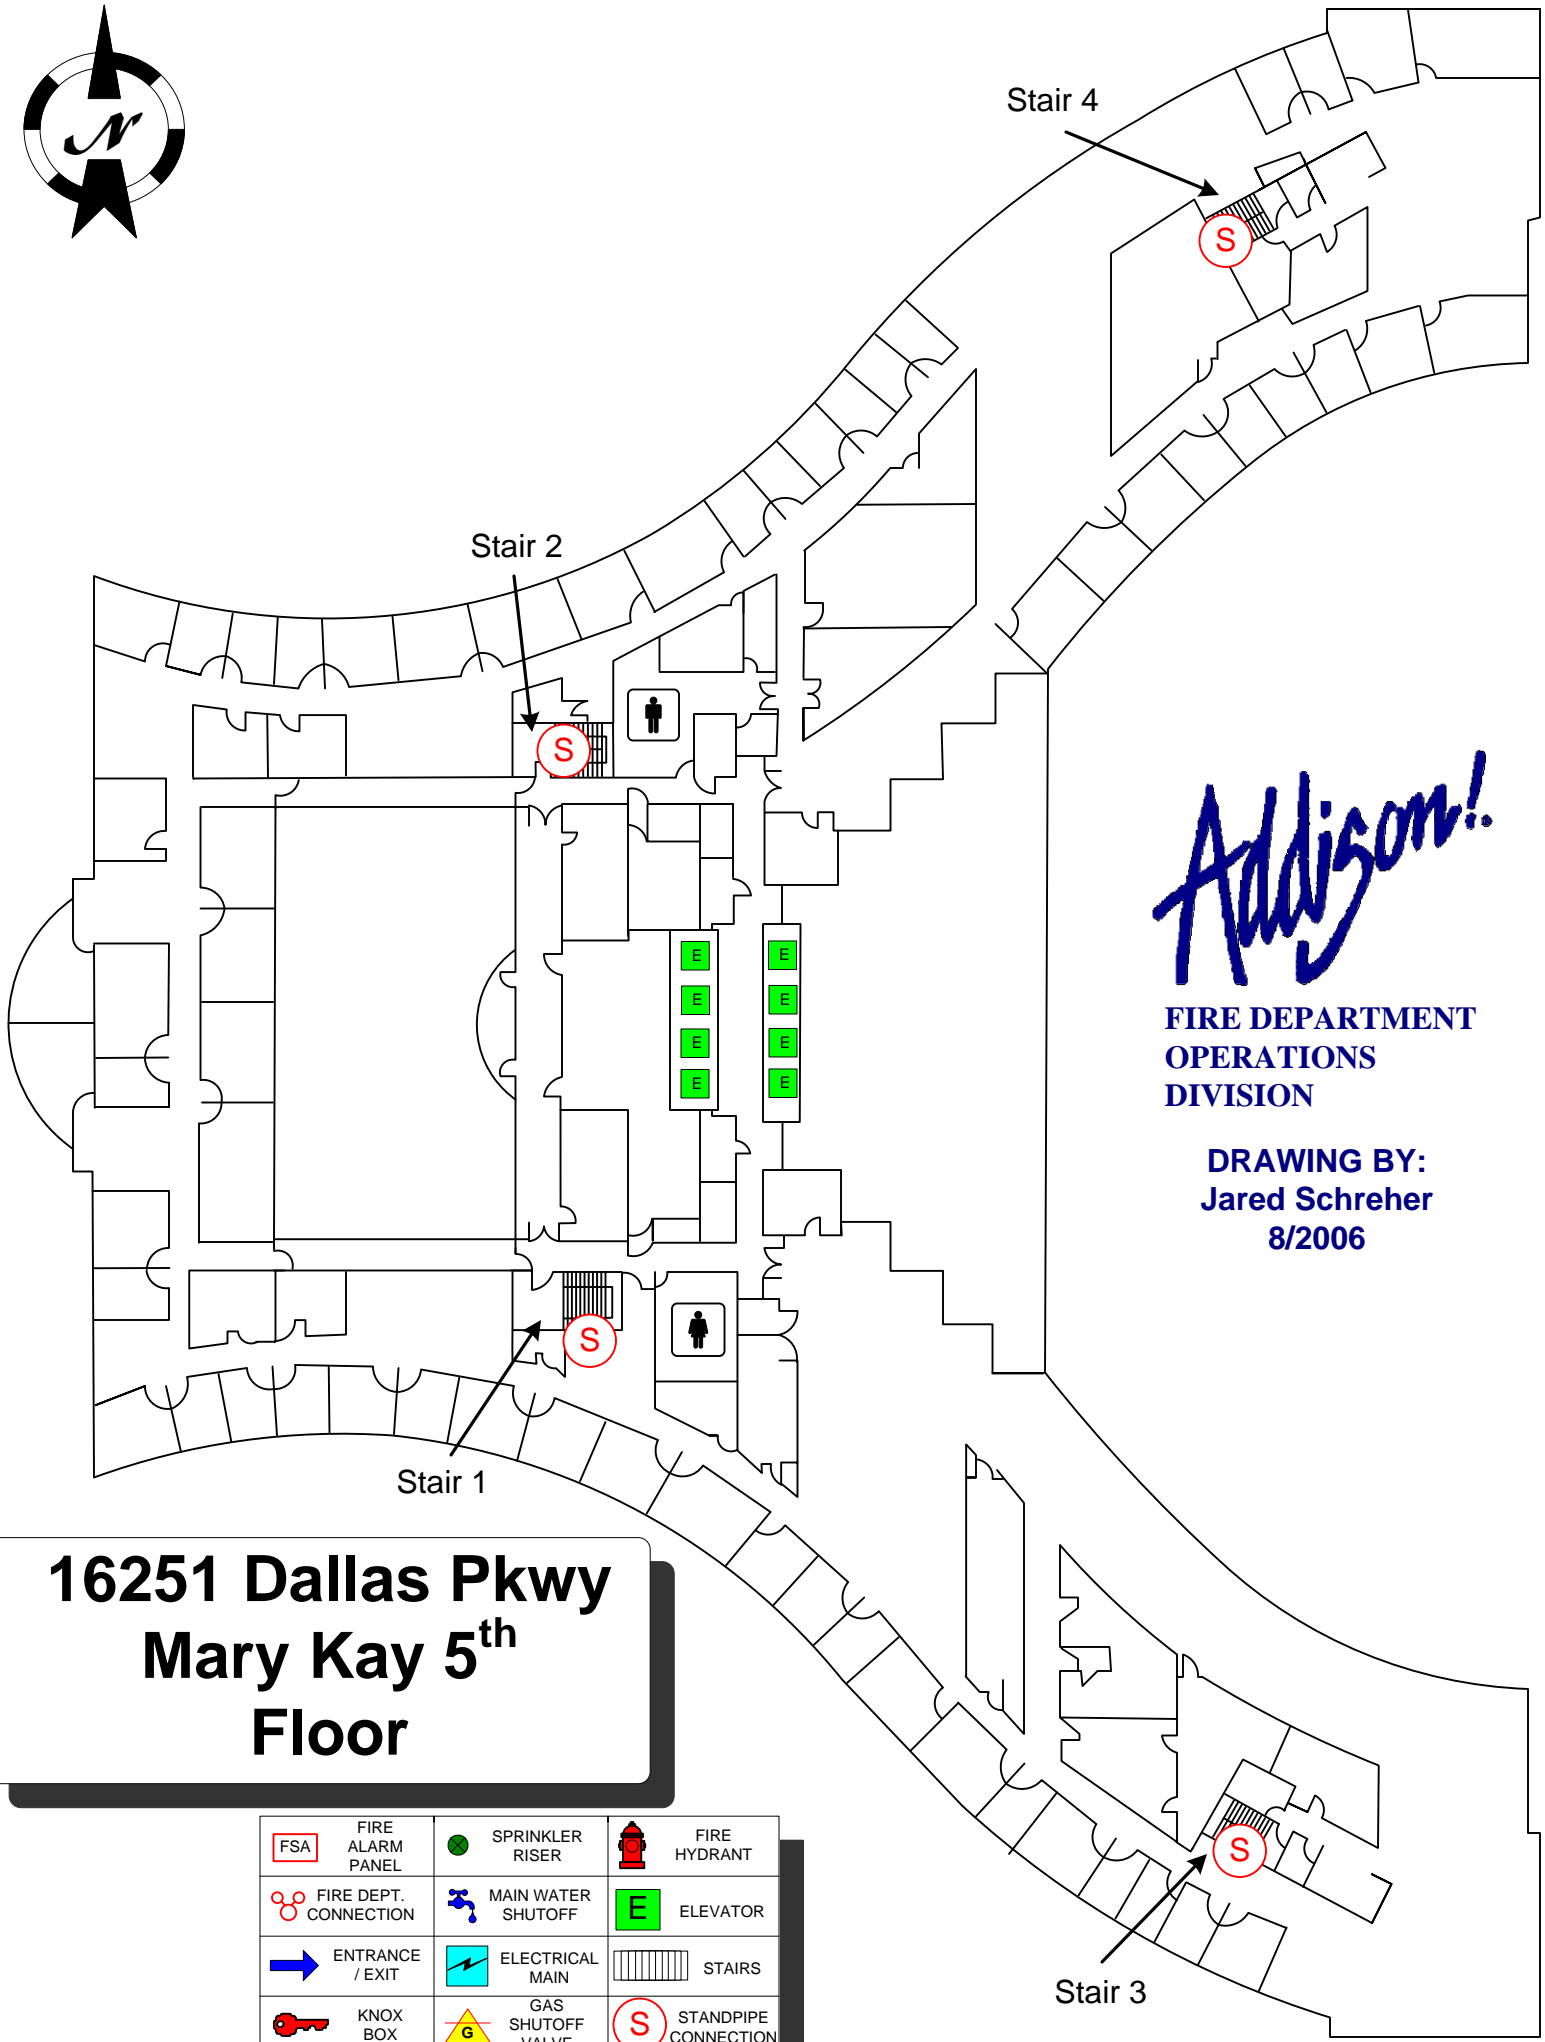 N
Stair 4
S
Stair 2
S
E E
E E
E E
E E
Addison!
FIRE DEPARTMENT
OPERATIONS
DIVISION
DRAWING BY:
Jared Schreher
8/2006
S
Stair 1
16251 Dallas Pkwy
Mary Kay 5th
Floor
S
Stair 3
FSA
FIRE
ALARM
PANEL
SPRINKLER
RISER
FIRE
HYDRANT
FIRE DEPT.
CONNECTION
MAIN WATER
SHUTOFF
E
ELEVATOR
ENTRANCE
/ EXIT
ELECTRICAL
MAIN
STAIRS
KNOX
BOX
G
GAS
SHUTOFF
VALVE
S
STANDPIPE
CONNECTION